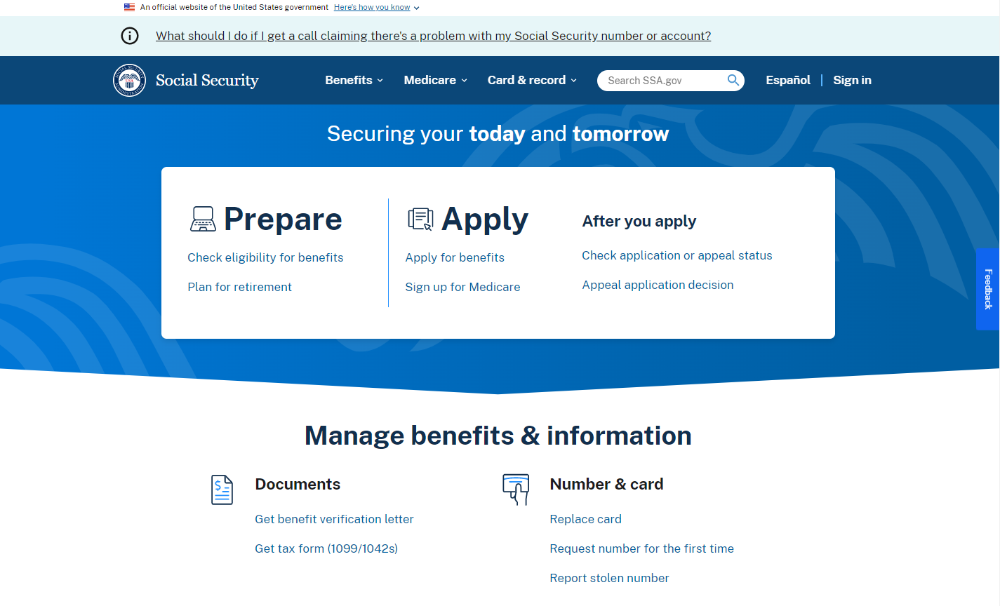 An official website of the United States government Here's how you know
What should I do if I get a call claiming there's a problem with my Social Security number or account?
Social Security
Benefits
Medicare
Card & record
Search SSA.gov
Español
Sign in
Securing your today and tomorrow
Prepare
Check eligibility for benefits
Plan for retirement
Apply
Apply for benefits
Sign up for Medicare
After you apply
Check application or appeal status
Appeal application decision
Feedback
Manage benefits & information
Documents
Get benefit verification letter
Get tax form (1099/1042s)
Number & card
Replace card
Request number for the first time
Report stolen number